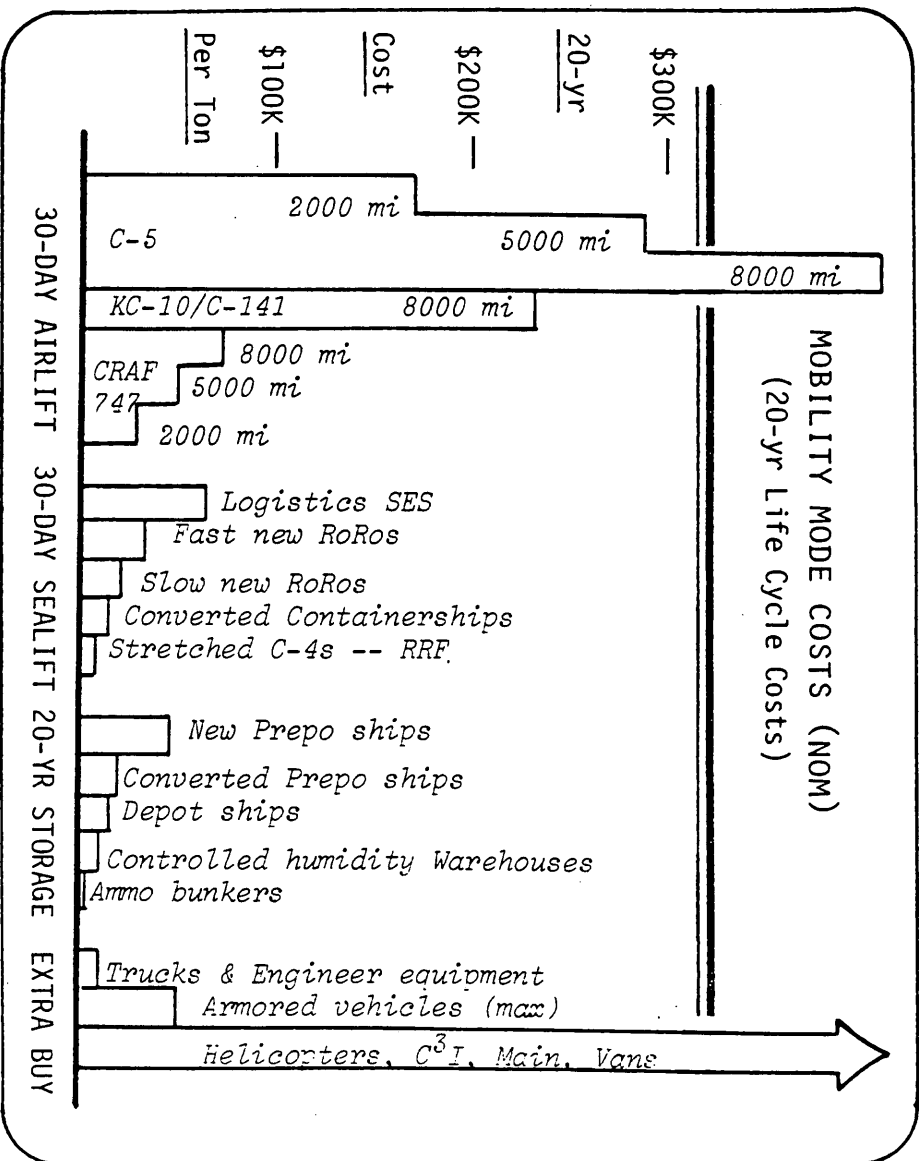 MOBILITY MODE COSTS (NOM)
(20-yr Life Cycle Costs)
$300K
20-yr
$200K
Cost
$100K
Per Ton
2000 mi
C-5
5000 mi
8000 mi
KC-10/C-141 8000 mi
8000 mi
CRAF
5000 mi
747
2000 mi
Logistics SES
Fast new RoRos
Slow new RoRos
Converted Containerships
Stretched C-4s -- RRF
New Prepo ships
Converted Prepo ships
Depot ships
Controlled humidity Warehouses
Ammo bunkers
Trucks & Engineer equipment
Armored vehicles (max)
Helicopters, C³I, Main, Vans
30-DAY AIRLIFT 30-DAY SEALIFT 20-YR STORAGE EXTRA BUY